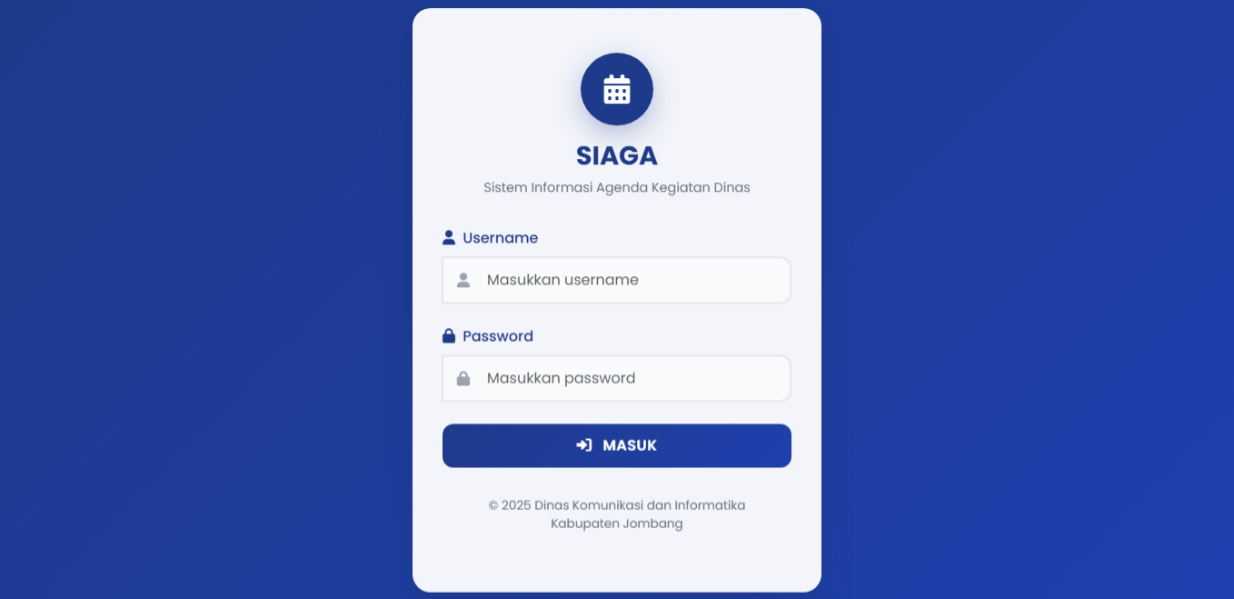 SIAGA
Sistem Informasi Agenda Kegiatan Dinas
Username
Masukkan username
Password
Masukkan password
MASUK
© 2025 Dinas Komunikasi dan Informatika
Kabupaten Jombang